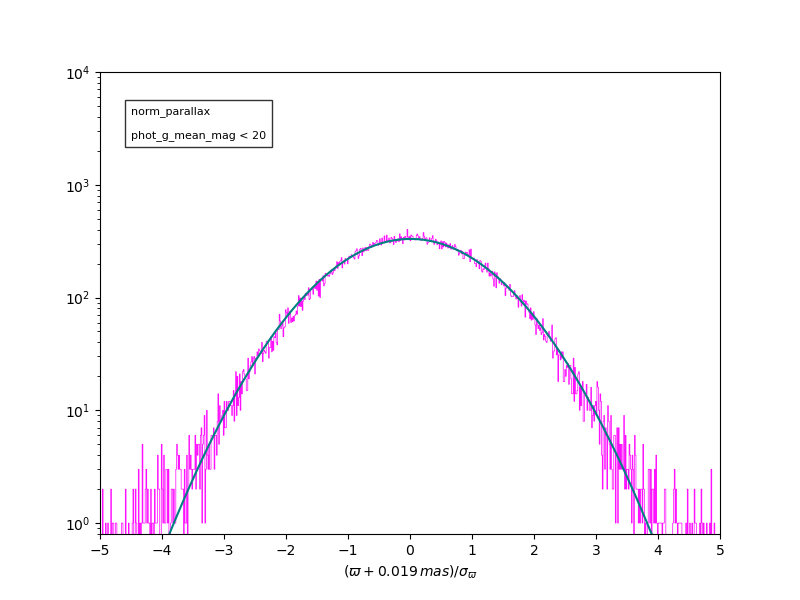 norm_parallax
phot_g_mean_mag < 20
10^4
10^3
10^2
10^1
10^0
−5 −4 −3 −2 −1 0 1 2 3 4 5
(ϖ + 0.019 mas)/σ_ϖ